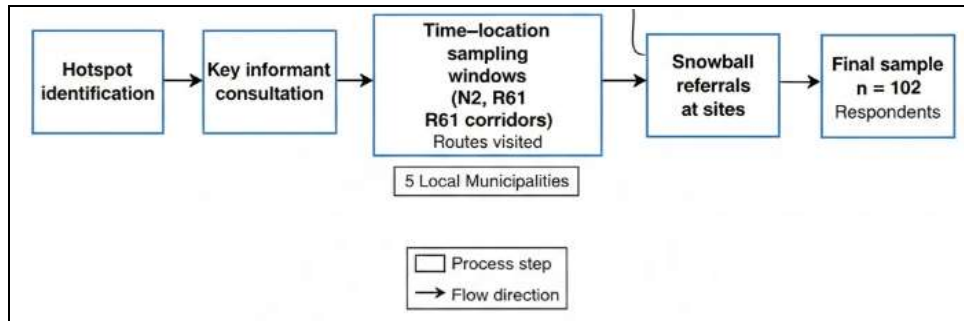 Hotspot
identification
Key informant
consultation
Time–location
sampling
windows
(N2, R61
R61 corridors)
Routes visited
5 Local Municipalities
Snowball
referrals
at sites
Final sample
n = 102
Respondents
Process step
Flow direction